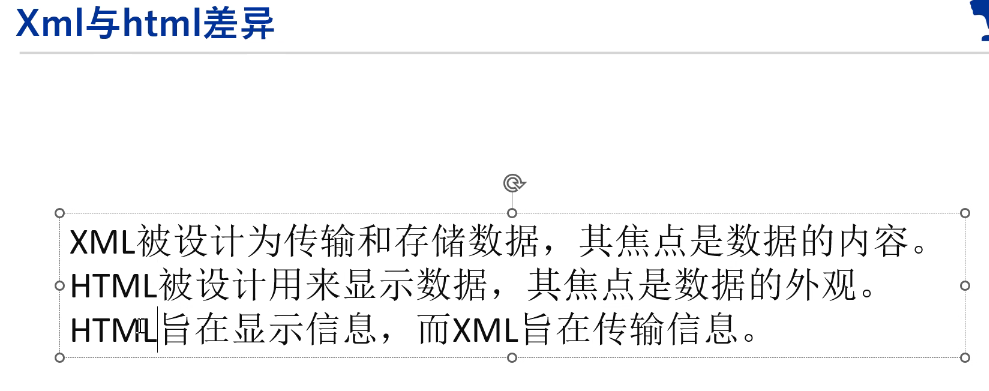 Xml与html差异
XML被设计为传输和存储数据，其焦点是数据的内容。
HTML被设计用来显示数据，其焦点是数据的外观。
HTML旨在显示信息，而XML旨在传输信息。